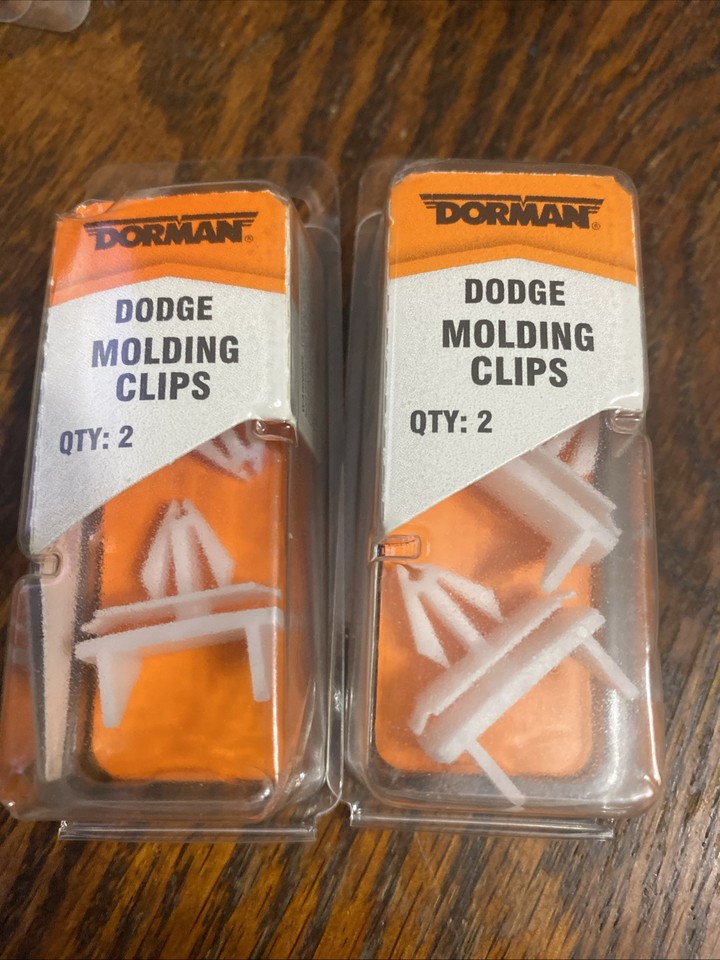 DORMAN®
DODGE
MOLDING
CLIPS
QTY: 2
DORMAN®
DODGE
MOLDING
CLIPS
QTY: 2